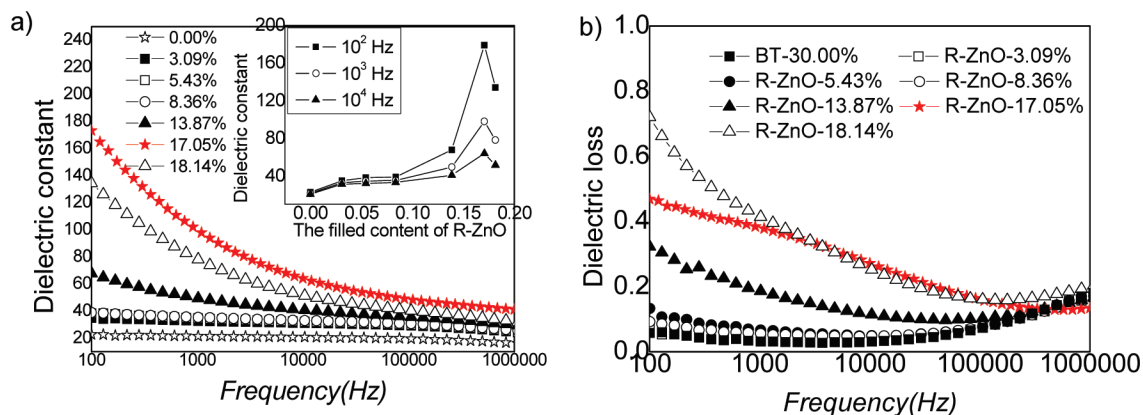 a)
240
220
200
180
160
140
120
100
80
60
40
20
Dielectric constant
0.00%
3.09%
5.43%
8.36%
13.87%
17.05%
18.14%
200
160
120
80
40
Dielectric constant
10² Hz
10³ Hz
10⁴ Hz
0.00 0.05 0.10 0.15 0.20
The filled content of R-ZnO
100 1000 10000 100000 1000000
Frequency(Hz)
b)
1.0
0.8
0.6
0.4
0.2
0.0
Dielectric loss
BT-30.00% R-ZnO-3.09%
R-ZnO-5.43% R-ZnO-8.36%
R-ZnO-13.87% R-ZnO-17.05%
R-ZnO-18.14%
100 1000 10000 100000 1000000
Frequency(Hz)